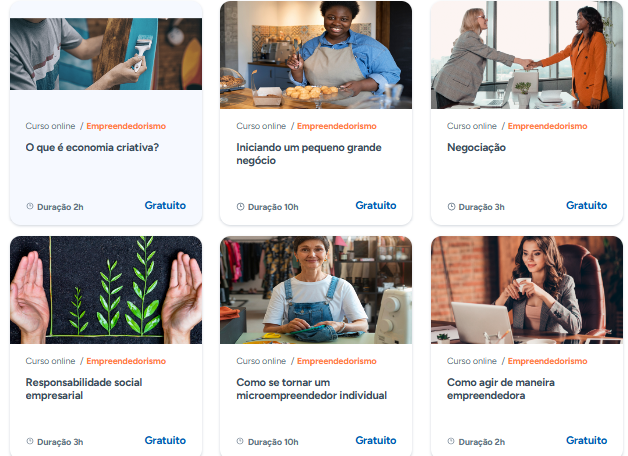 Curso online / Empreendedorismo
O que é economia criativa?
Duração 2h Gratuito
Curso online / Empreendedorismo
Iniciando um pequeno grande
negócio
Duração 10h Gratuito
Curso online / Empreendedorismo
Negociação
Duração 3h Gratuito
Curso online / Empreendedorismo
Responsabilidade social
empresarial
Duração 3h Gratuito
Curso online / Empreendedorismo
Como se tornar um
microempreendedor individual
Duração 10h Gratuito
Curso online / Empreendedorismo
Como agir de maneira
empreendedora
Duração 2h Gratuito